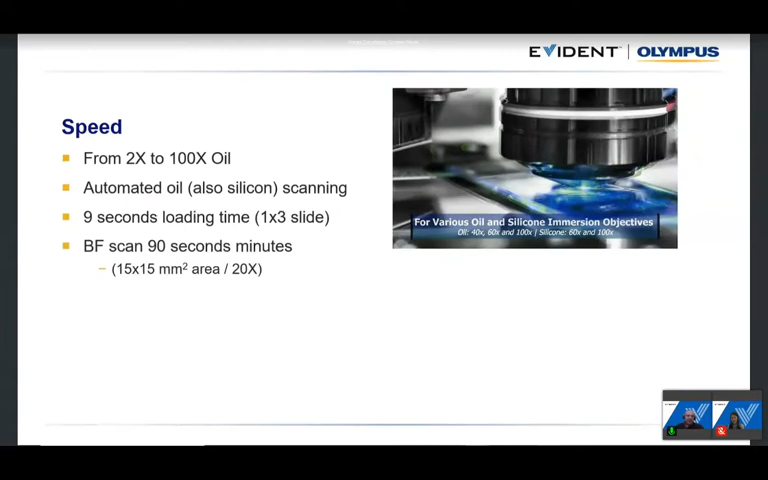 EVIDENT | OLYMPUS
Speed
From 2X to 100X Oil
Automated oil (also silicon) scanning
9 seconds loading time (1x3 slide)
BF scan 90 seconds minutes
– (15x15 mm² area / 20X)
For Various Oil and Silicone Immersion Objectives
Oil: 40x, 60x and 100x | Silicone: 60x and 100x